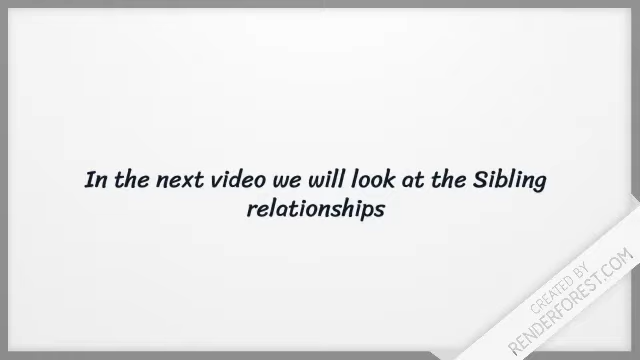 In the next video we will look at the Sibling
relationships
CREATED BY
RENDERFOREST.COM